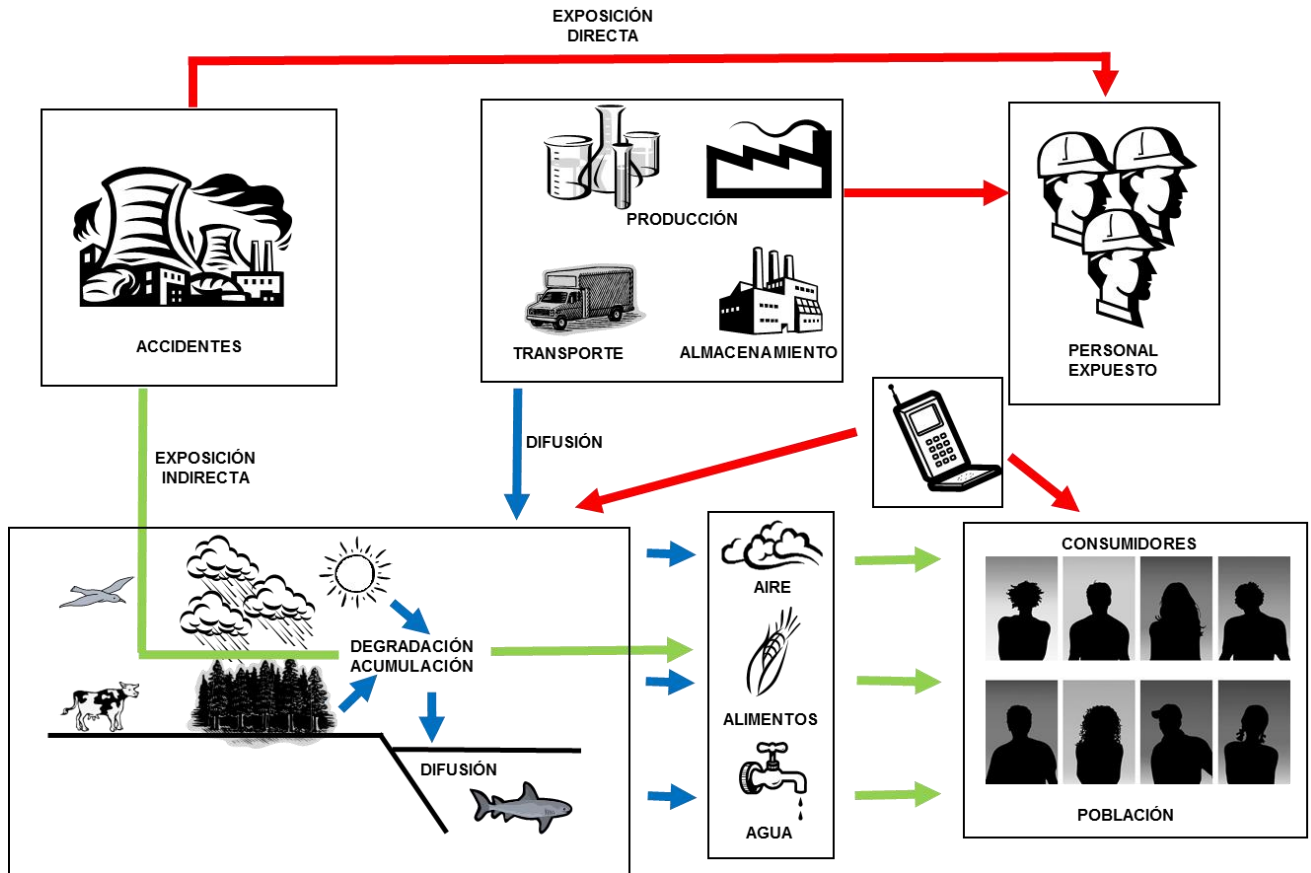 EXPOSICIÓN
DIRECTA
ACCIDENTES
PRODUCCIÓN
TRANSPORTE
ALMACENAMIENTO
PERSONAL
EXPUESTO
EXPOSICIÓN
INDIRECTA
DIFUSIÓN
DEGRADACIÓN
ACUMULACIÓN
DIFUSIÓN
AIRE
ALIMENTOS
AGUA
CONSUMIDORES
POBLACIÓN